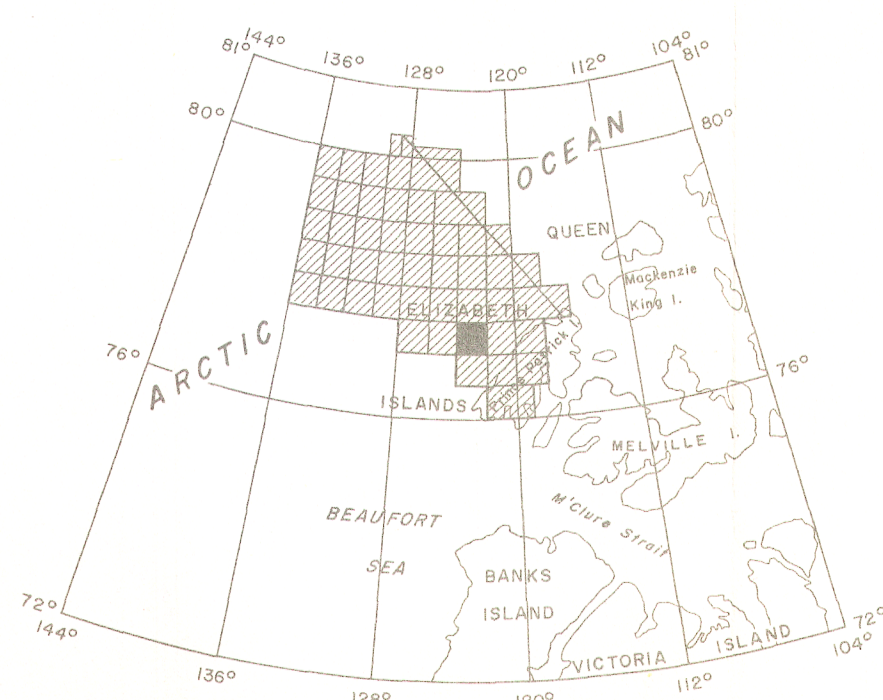 144°
81°
136°
128°
120°
112°
104°
81°
80°
80°
OCEAN
QUEEN
Mackenzie
King I.
ELIZABETH
ARCTIC
Prince Patrick I.
76°
76°
ISLANDS
MELVILLE I.
M'Clure Strait
BEAUFORT
SEA
BANKS
ISLAND
72°
144°
136°
128°
120°
VICTORIA
ISLAND
112°
72°
104°